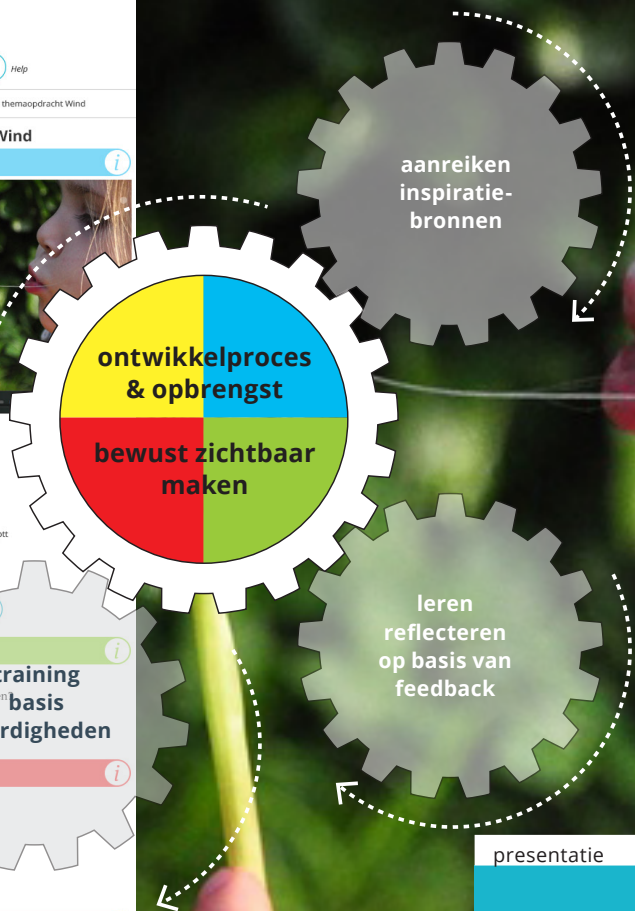 Help
themaopdracht Wind
Wind
i
aanreiken
inspiratie-
bronnen
ontwikkelproces
& opbrengst
bewust zichtbaar
maken
leren
reflecteren
op basis van
feedback
i
training
basis
rdigheden
i
presentatie